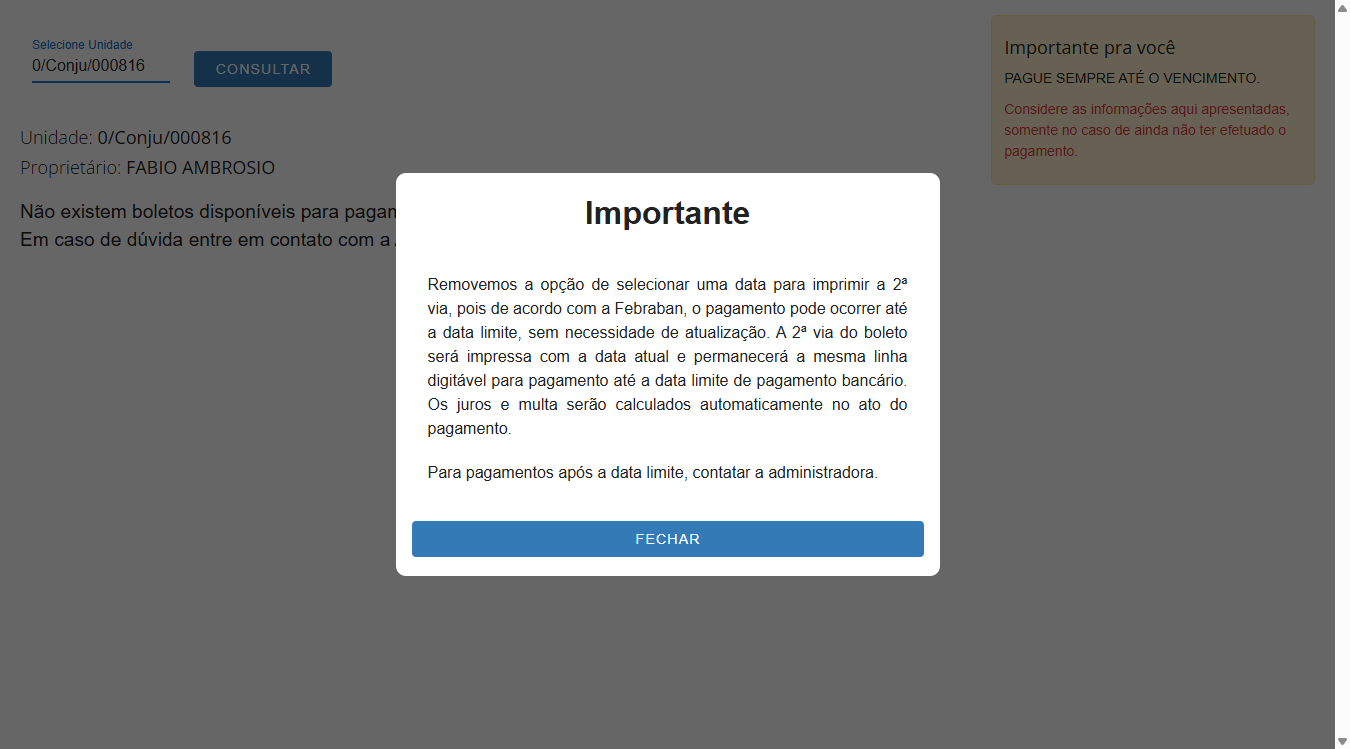 Selecione Unidade
0/Conju/000816
CONSULTAR
Importante pra você
PAGUE SEMPRE ATÉ O VENCIMENTO.
Considere as informações aqui apresentadas,
somente no caso de ainda não ter efetuado o
pagamento.
Unidade: 0/Conju/000816
Proprietário: FABIO AMBROSIO
Não existem boletos disponíveis para
Em caso de dúvida entre em contato com a
Importante
Removemos a opção de selecionar uma data para imprimir a 2ª
via, pois de acordo com a Febraban, o pagamento pode ocorrer até
a data limite, sem necessidade de atualização. A 2ª via do boleto
será impressa com a data atual e permanecerá a mesma linha
digitável para pagamento até a data limite de pagamento bancário.
Os juros e multa serão calculados automaticamente no ato do
pagamento.
Para pagamentos após a data limite, contatar a administradora.
FECHAR